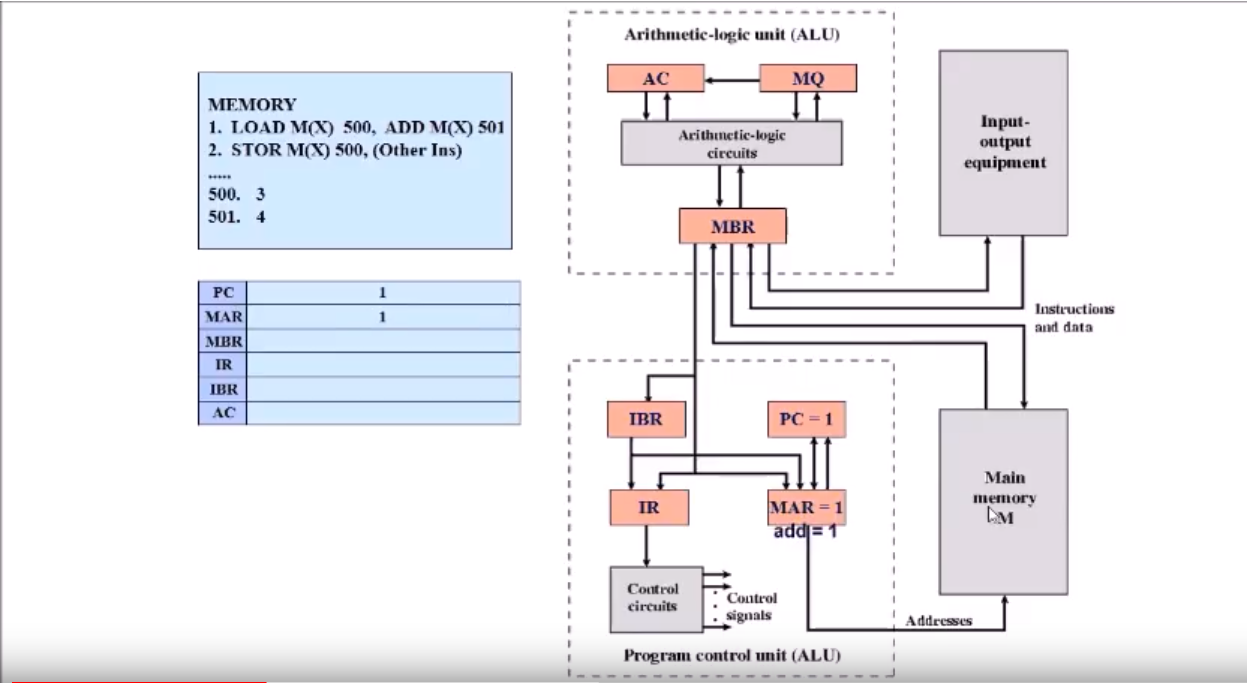 MEMORY
1. LOAD M(X) 500, ADD M(X) 501
2. STOR M(X) 500, (Other Ins)
.....
500. 3
501. 4
PC 1
MAR 1
MBR
IR
IBR
AC
Arithmetic-logic unit (ALU)
AC
MQ
Arithmetic-logic
circuits
MBR
Input-
output
equipment
Instructions
and data
IBR
PC = 1
IR
MAR = 1
add = 1
Main
memory
M
Control
circuits
Control
signals
Addresses
Program control unit (ALU)